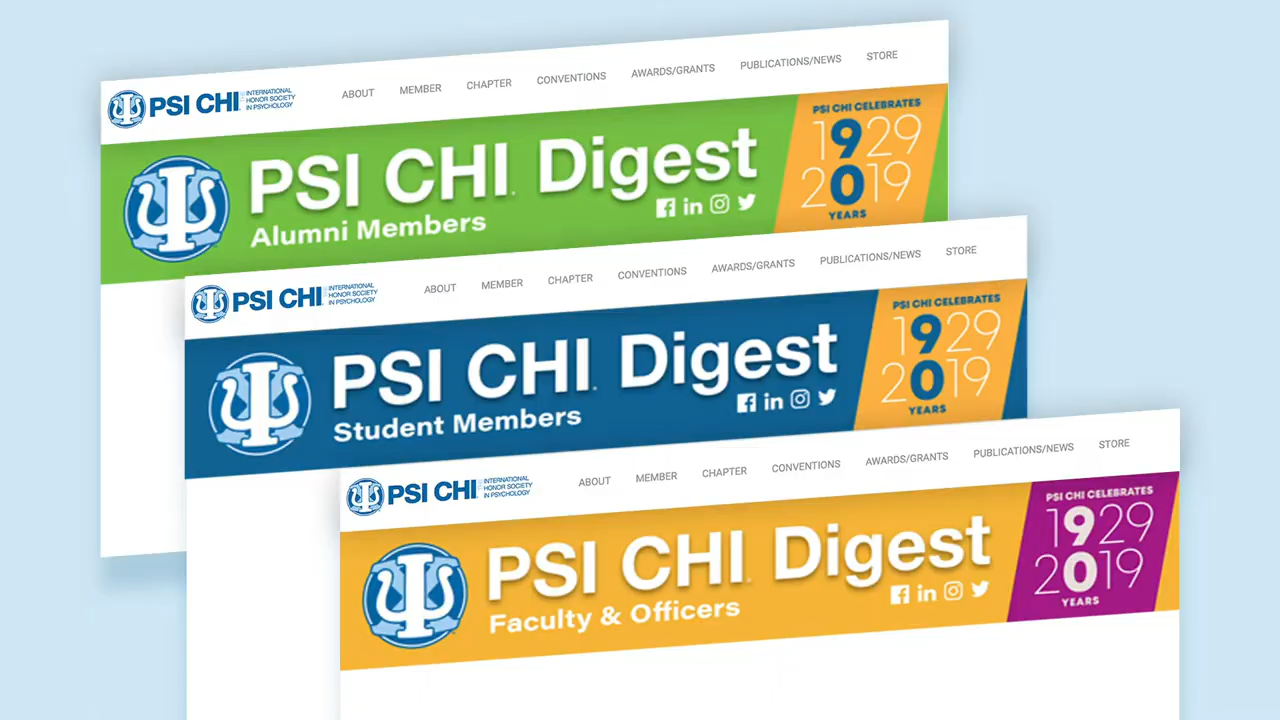 PSI CHI INTERNATIONAL
HONOR SOCIETY
IN PSYCHOLOGY
ABOUT MEMBER CHAPTER CONVENTIONS AWARDS/GRANTS PUBLICATIONS/NEWS STORE
PSI CHI Digest
Alumni Members
PSI CHI CELEBRATES
1929
2019
YEARS
PSI CHI INTERNATIONAL
HONOR SOCIETY
IN PSYCHOLOGY
ABOUT MEMBER CHAPTER CONVENTIONS AWARDS/GRANTS PUBLICATIONS/NEWS STORE
PSI CHI Digest
Student Members
PSI CHI CELEBRATES
1929
2019
YEARS
PSI CHI INTERNATIONAL
HONOR SOCIETY
IN PSYCHOLOGY
ABOUT MEMBER CHAPTER CONVENTIONS AWARDS/GRANTS PUBLICATIONS/NEWS STORE
PSI CHI Digest
Faculty & Officers
PSI CHI CELEBRATES
1929
2019
YEARS